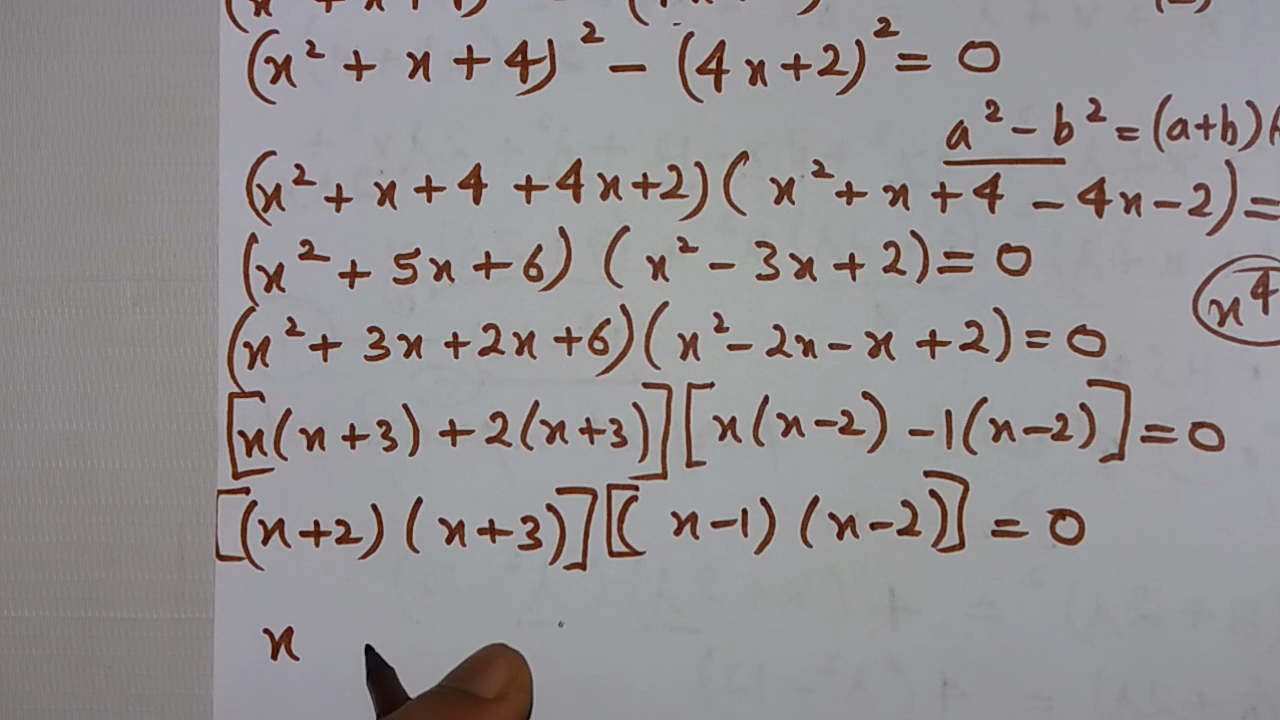 (x² + x + 4)² - (4x+2)² = 0
a² - b² = (a+b)(
(x² + x + 4 + 4x+2) ( x² + x + 4 - 4x - 2) =
(x² + 5x + 6) (x² - 3x + 2) = 0
x⁴
(x² + 3x + 2x + 6) (x² - 2x - x + 2) = 0
[x(x+3) + 2(x+3)] [x(x-2) - 1(x-2)] = 0
[(x+2) (x+3)] [( x-1) (x-2)] = 0
x